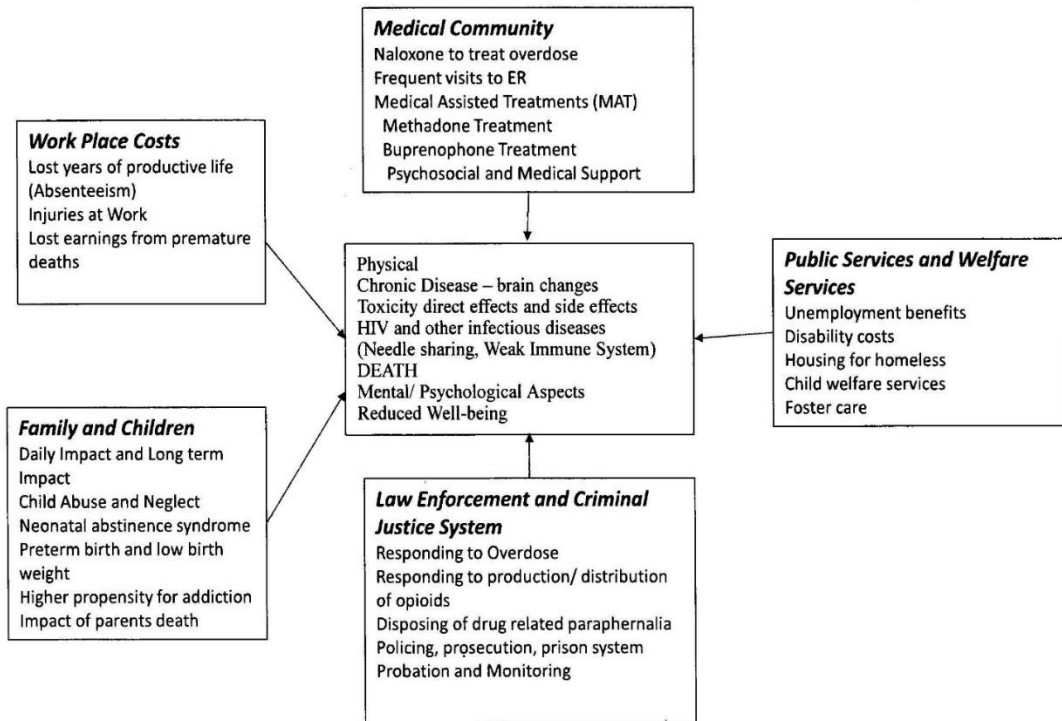 Medical Community
Naloxone to treat overdose
Frequent visits to ER
Medical Assisted Treatments (MAT)
Methadone Treatment
Buprenophone Treatment
Psychosocial and Medical Support
Work Place Costs
Lost years of productive life
(Absenteeism)
Injuries at Work
Lost earnings from premature
deaths
Physical
Chronic Disease – brain changes
Toxicity direct effects and side effects
HIV and other infectious diseases
(Needle sharing, Weak Immune System)
DEATH
Mental/ Psychological Aspects
Reduced Well-being
Public Services and Welfare
Services
Unemployment benefits
Disability costs
Housing for homeless
Child welfare services
Foster care
Family and Children
Daily Impact and Long term
Impact
Child Abuse and Neglect
Neonatal abstinence syndrome
Preterm birth and low birth
weight
Higher propensity for addiction
Impact of parents death
Law Enforcement and Criminal
Justice System
Responding to Overdose
Responding to production/ distribution
of opioids
Disposing of drug related paraphernalia
Policing, prosecution, prison system
Probation and Monitoring